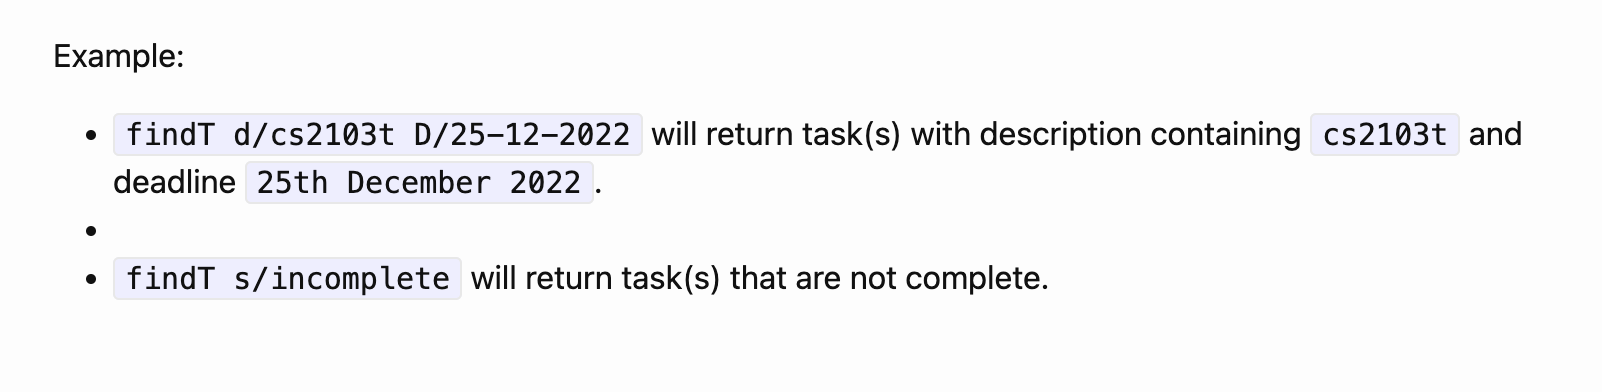 Example:
• findT d/cs2103t D/25-12-2022 will return task(s) with description containing cs2103t and
deadline 25th December 2022.
•
• findT s/incomplete will return task(s) that are not complete.